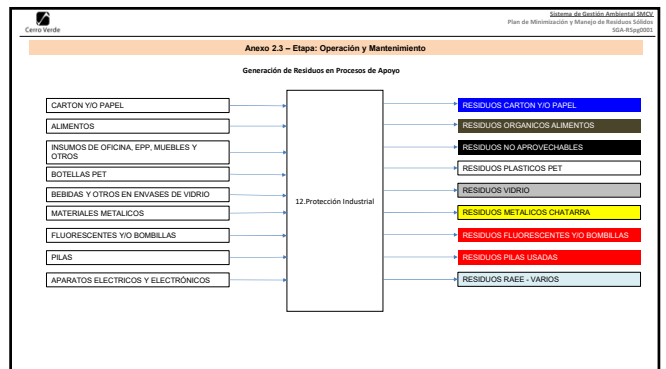 Sistema de Gestión Ambiental SMCV
Plan de Minimización y Manejo de Residuos Sólidos
SGA-RSpg0001
Cerro Verde
Anexo 2.3 – Etapa: Operación y Mantenimiento
Generación de Residuos en Procesos de Apoyo
CARTON Y/O PAPEL
RESIDUOS CARTON Y/O PAPEL
ALIMENTOS
RESIDUOS ORGANICOS ALIMENTOS
INSUMOS DE OFICINA, EPP, MUEBLES Y
OTROS
RESIDUOS NO APROVECHABLES
BOTELLAS PET
RESIDUOS PLASTICOS PET
BEBIDAS Y OTROS EN ENVASES DE VIDRIO
RESIDUOS VIDRIO
12.Protección Industrial
MATERIALES METALICOS
RESIDUOS METALICOS CHATARRA
FLUORESCENTES Y/O BOMBILLAS
RESIDUOS FLUORESCENTES Y/O BOMBILLAS
PILAS
RESIDUOS PILAS USADAS
APARATOS ELECTRICOS Y ELECTRÓNICOS
RESIDUOS RAEE - VARIOS